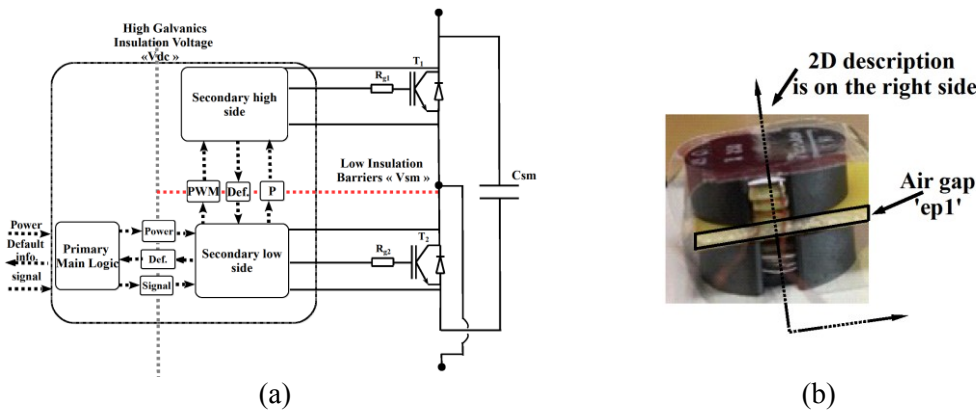 High Galvanics
Insulation Voltage
«Vdc »
T1
Rg1
Secondary high
side
Low Insulation
Barriers « Vsm »
Csm
PWM
Def.
P
Power
Default
info.
signal
Primary
Main Logic
Power
Def.
Signal
Secondary low
side
T2
Rg2
(a)
2D description
is on the right side
Air gap
'ep1'
(b)